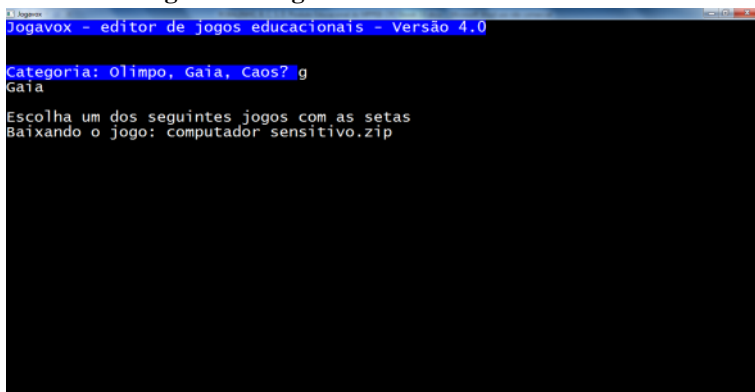 Jogavox
Jogavox - editor de jogos educacionais - Versão 4.0
Categoria: Olimpo, Gaia, Caos? g
Gaia
Escolha um dos seguintes jogos com as setas
Baixando o jogo: computador sensitivo.zip